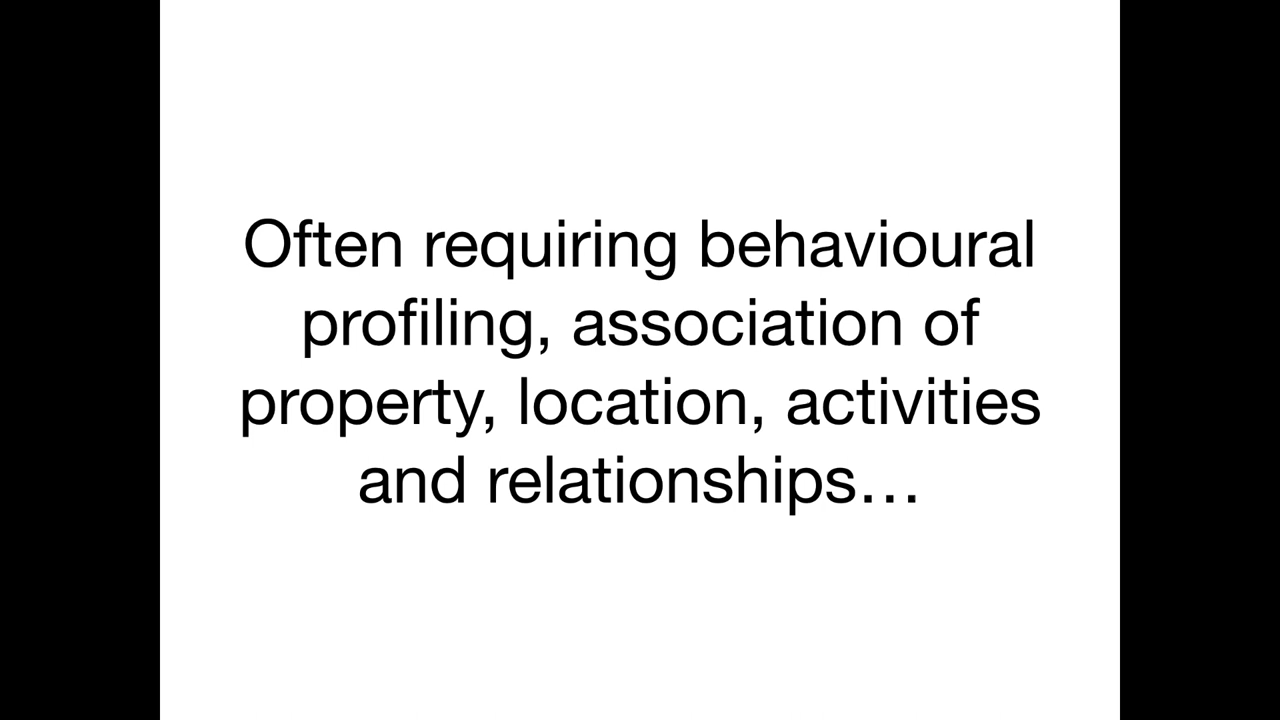 Often requiring behavioural
profiling, association of
property, location, activities
and relationships…